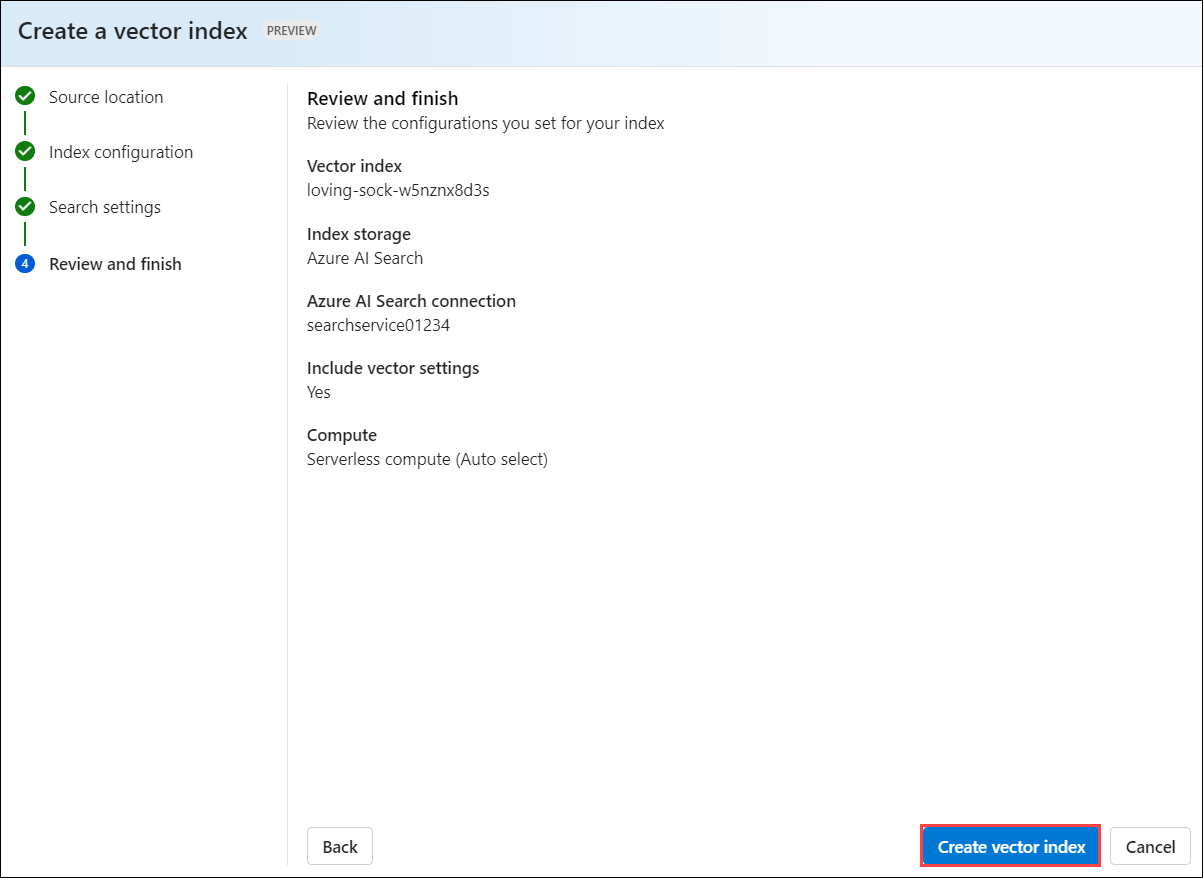 Create a vector index PREVIEW
Source location
Index configuration
Search settings
4 Review and finish
Review and finish
Review the configurations you set for your index
Vector index
loving-sock-w5nznx8d3s
Index storage
Azure AI Search
Azure AI Search connection
searchservice01234
Include vector settings
Yes
Compute
Serverless compute (Auto select)
Back
Create vector index
Cancel